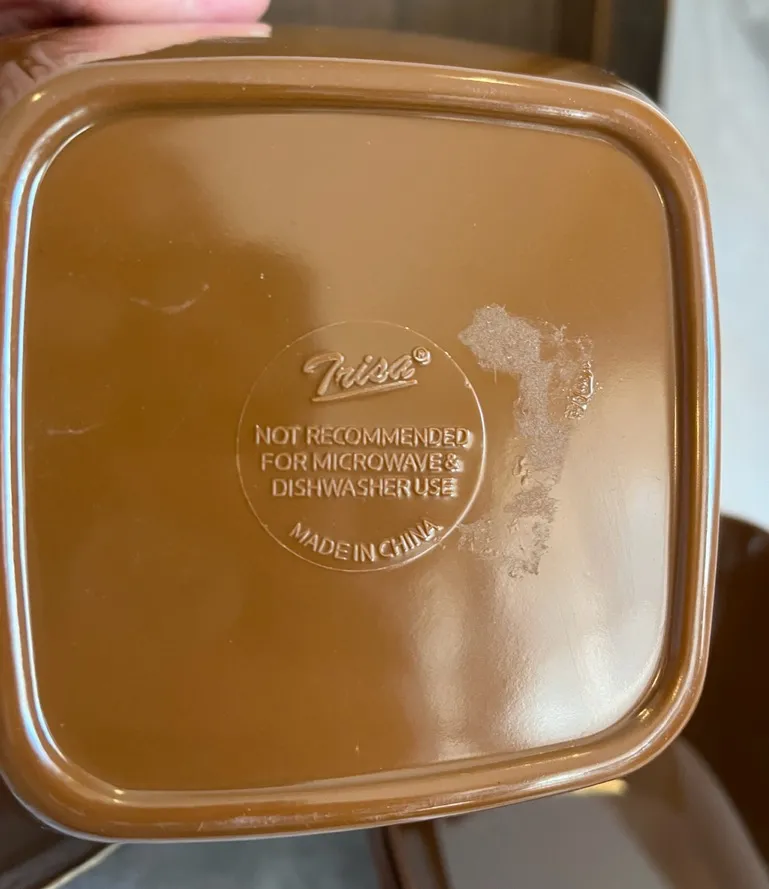 Trisa®
NOT RECOMMENDED
FOR MICROWAVE &
DISHWASHER USE
MADE IN CHINA